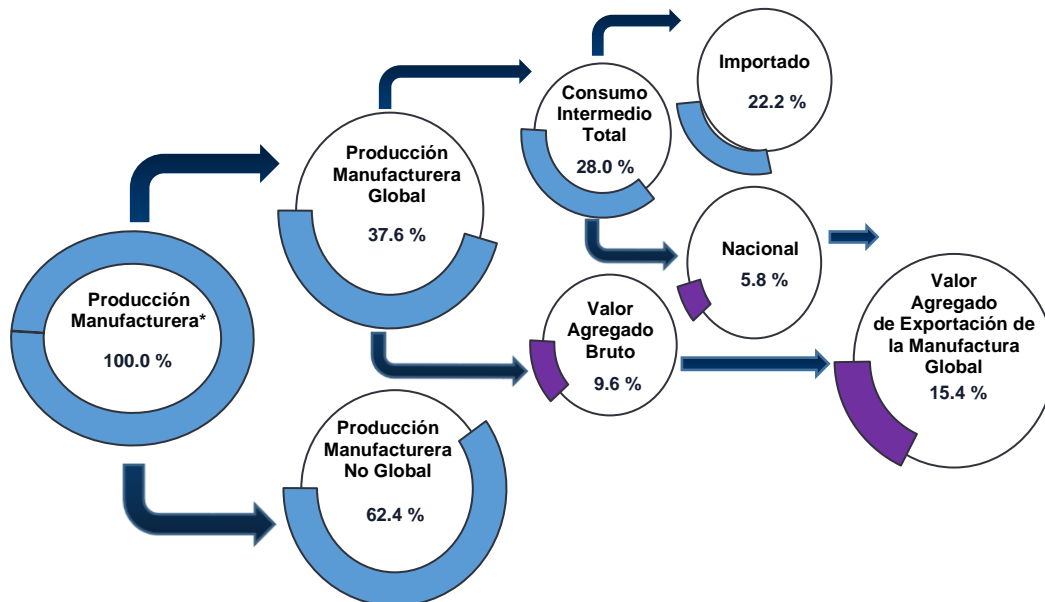 Producción
Manufacturera*
100.0 %
Producción
Manufacturera
Global
37.6 %
Producción
Manufacturera
No Global
62.4 %
Consumo
Intermedio
Total
28.0 %
Valor
Agregado
Bruto
9.6 %
Importado
22.2 %
Nacional
5.8 %
Valor
Agregado
de Exportación de
la Manufactura
Global
15.4 %